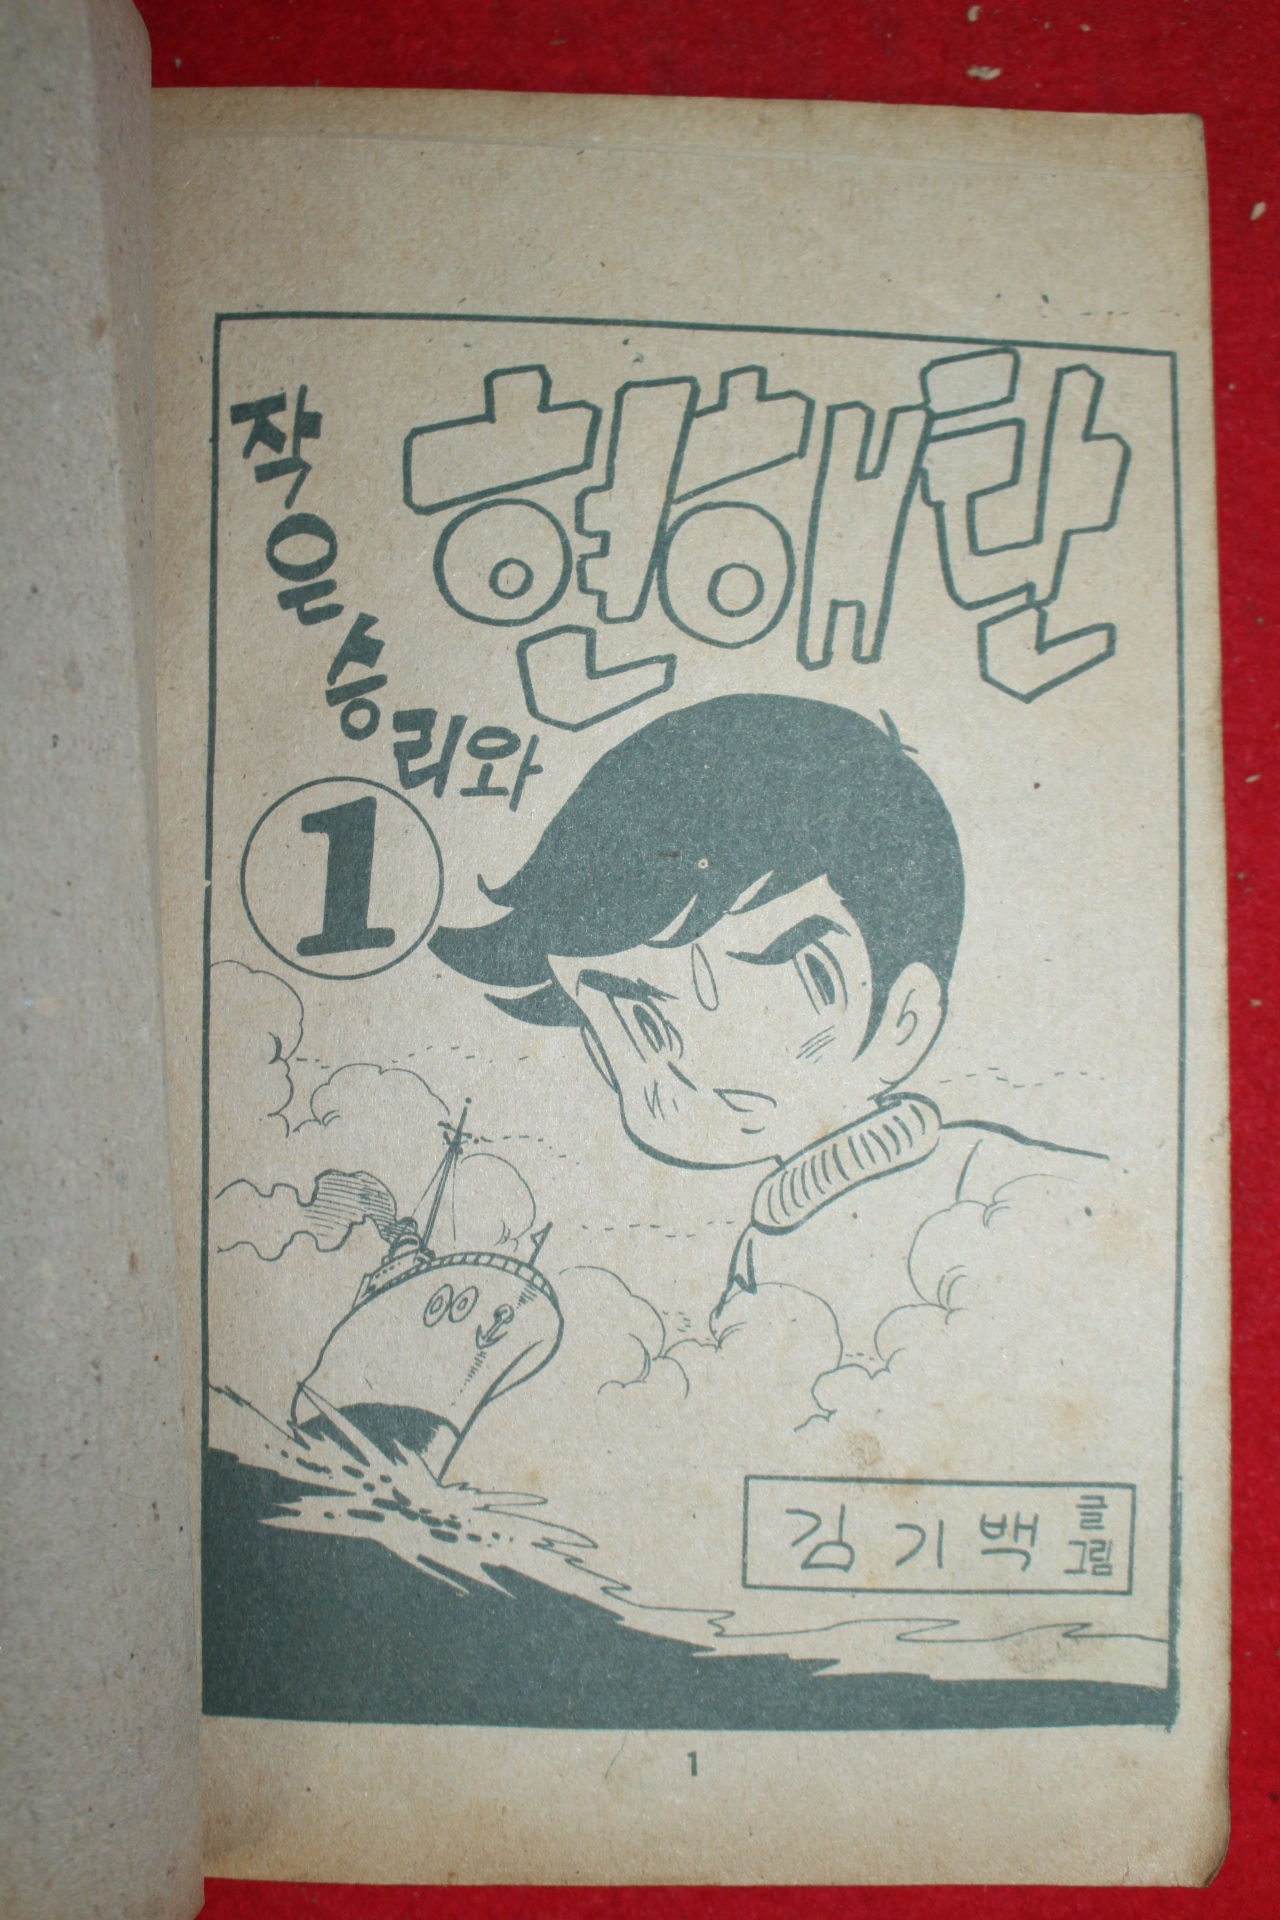 현해탄
작은 승리와
1
김기백 글
그림
1